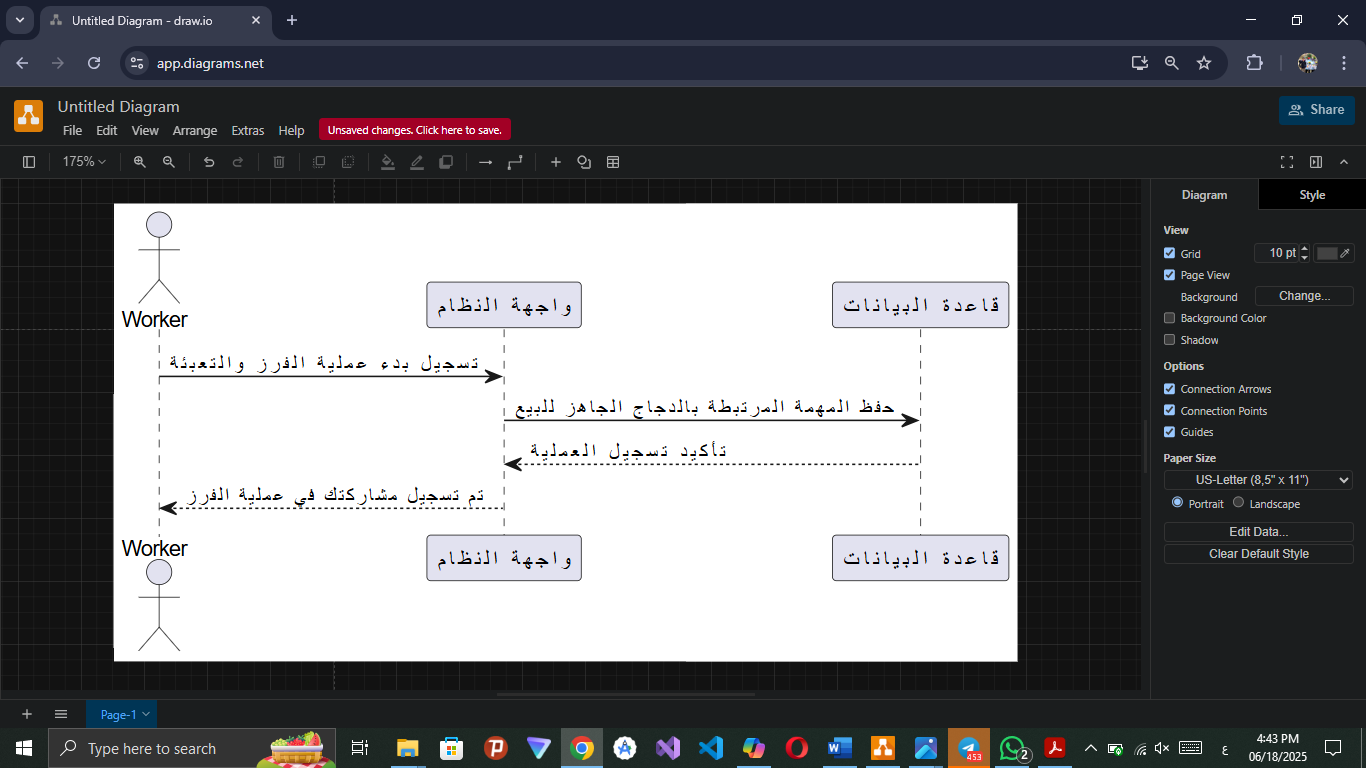 Untitled Diagram - draw.io
app.diagrams.net
Untitled Diagram
File Edit View Arrange Extras Help
Unsaved changes. Click here to save.
Share
175%
Diagram Style
View
Grid 10 pt
Page View
Background Change...
Background Color
Shadow
Options
Connection Arrows
Connection Points
Guides
Paper Size
US-Letter (8,5" x 11")
Portrait Landscape
Edit Data...
Clear Default Style
Worker
واجهة النظام
قاعدة البيانات
تسجيل بدء عملية الفرز والتعبئة
حفظ المهمة المرتبطة بالدجاج الجاهز للبيع
تأكيد تسجيل العملية
تم تسجيل مشاركتك في عملية الفرز
Worker
واجهة النظام
قاعدة البيانات
Page-1
Type here to search
453
2
ع
4:43 PM
06/18/2025